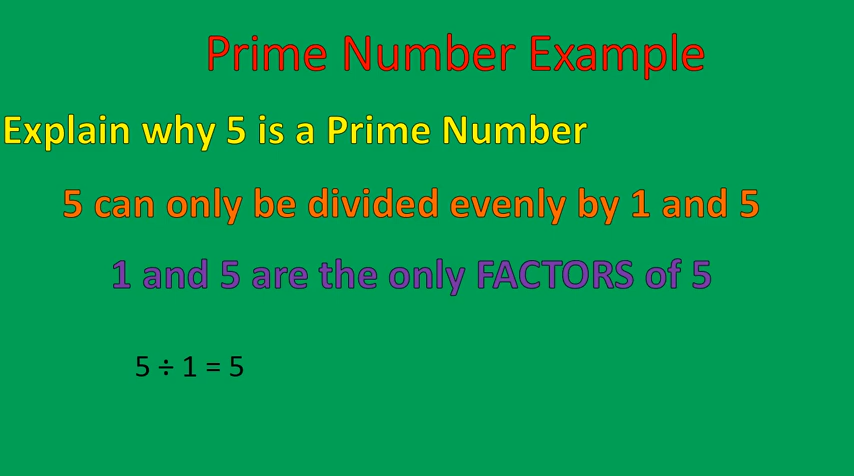 Prime Number Example
Explain why 5 is a Prime Number
5 can only be divided evenly by 1 and 5
1 and 5 are the only FACTORS of 5
5 ÷ 1 = 5